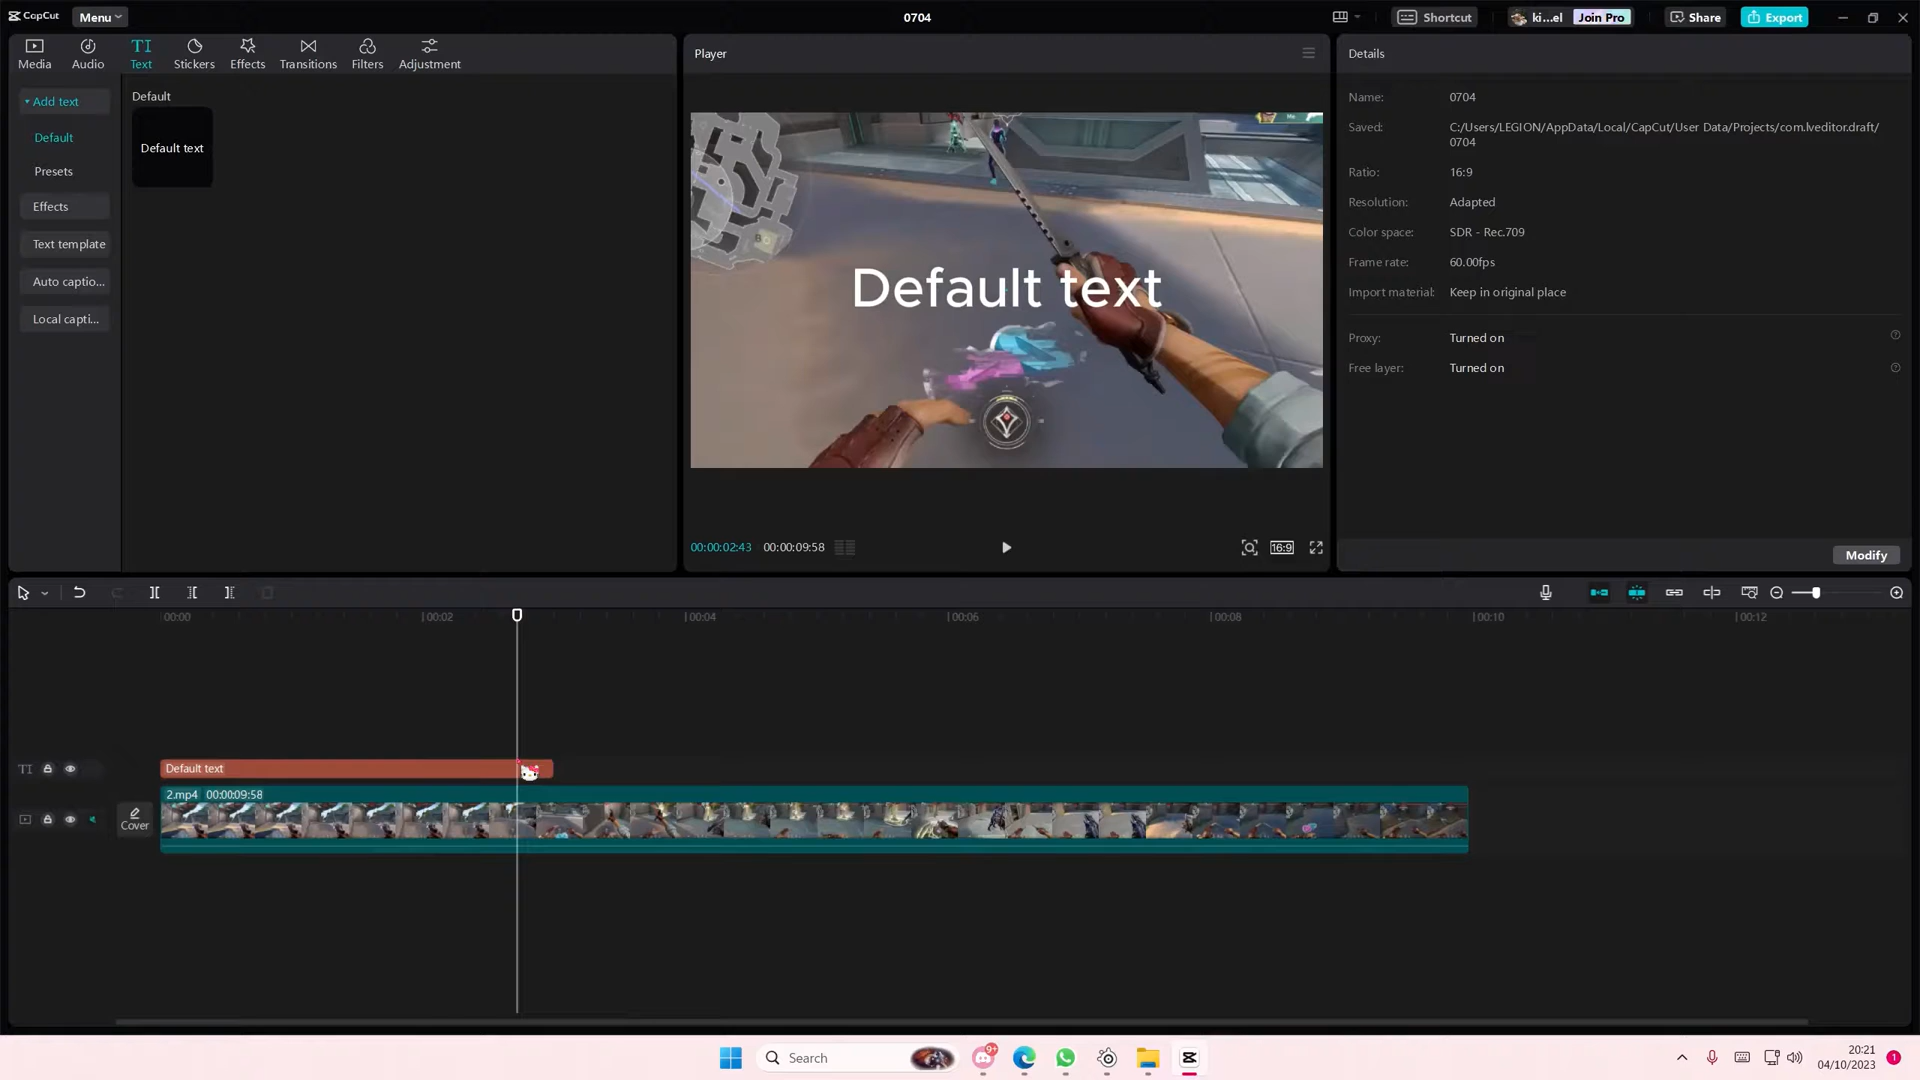 CapCut
Menu
0704
Shortcut
ki...el
Join Pro
Share
Export
Media
Audio
TI
Text
Stickers
Effects
Transitions
Filters
Adjustment
Add text
Default
Presets
Effects
Text template
Auto captio...
Local capti...
Default
Default text
Player
Me
B
Default text
00:00:02:43
00:00:09:58
16:9
Details
Name:
0704
Saved:
C:/Users/LEGION/AppData/Local/CapCut/User Data/Projects/com.lveditor.draft/
0704
Ratio:
16:9
Resolution:
Adapted
Color space:
SDR - Rec.709
Frame rate:
60.00fps
Import material:
Keep in original place
Proxy:
Turned on
Free layer:
Turned on
Modify
00:00
00:02
00:04
00:06
00:08
00:10
00:12
TI
Default text
2.mp4 00:00:09:58
Cover
Search
9+
20:21
04/10/2023
1